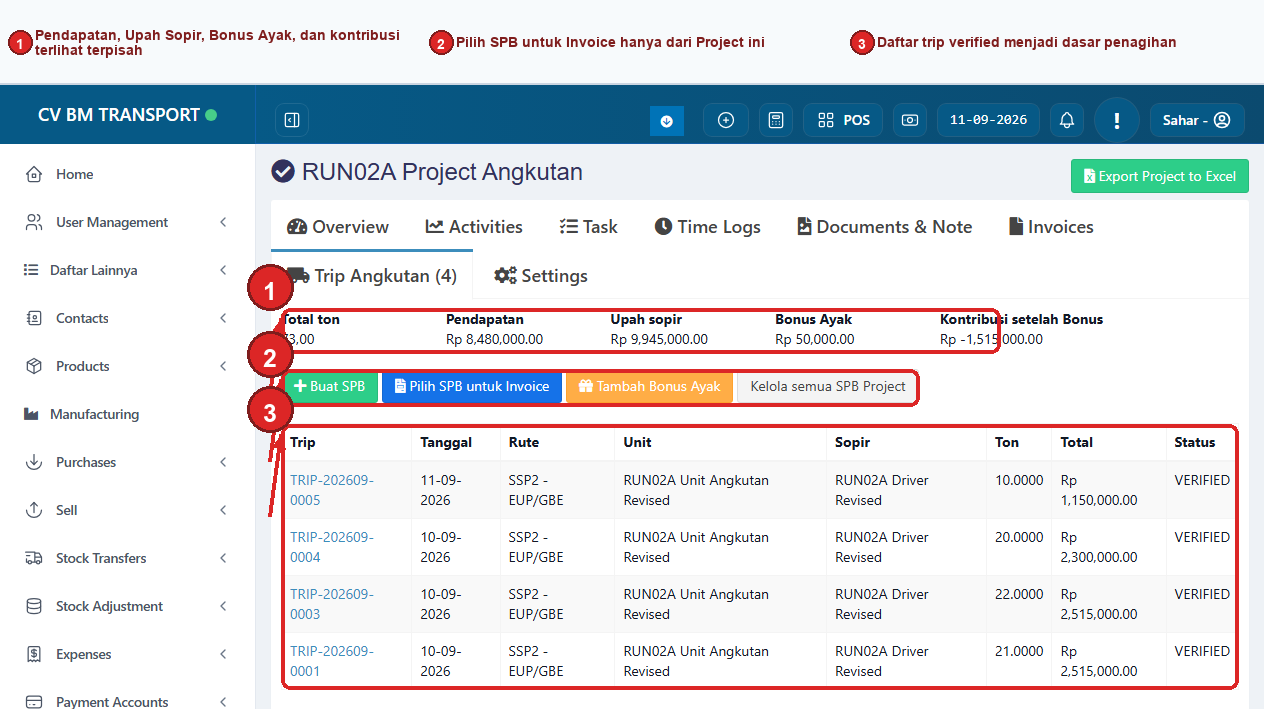 1 Pendapatan, Upah Sopir, Bonus Ayak, dan kontribusi
terlihat terpisah
2 Pilih SPB untuk Invoice hanya dari Project ini
3 Daftar trip verified menjadi dasar penagihan
CV BM TRANSPORT
POS
11-09-2026
Sahar -
Home
User Management
Daftar Lainnya
Contacts
Products
Manufacturing
Purchases
Sell
Stock Transfers
Stock Adjustment
Expenses
Payment Accounts
RUN02A Project Angkutan
Export Project to Excel
Overview Activities Task Time Logs Documents & Note Invoices
Trip Angkutan (4) Settings
1
Total ton Pendapatan Upah sopir Bonus Ayak Kontribusi setelah Bonus
73,00 Rp 8,480,000.00 Rp 9,945,000.00 Rp 50,000.00 Rp -1,515,000.00
2
Buat SPB Pilih SPB untuk Invoice Tambah Bonus Ayak Kelola semua SPB Project
3
Trip Tanggal Rute Unit Sopir Ton Total Status
TRIP-202609- 11-09- SSP2 - RUN02A Unit Angkutan RUN02A Driver 10.0000 Rp VERIFIED
0005 2026 EUP/GBE Revised Revised 1,150,000.00
TRIP-202609- 10-09- SSP2 - RUN02A Unit Angkutan RUN02A Driver 20.0000 Rp VERIFIED
0004 2026 EUP/GBE Revised Revised 2,300,000.00
TRIP-202609- 10-09- SSP2 - RUN02A Unit Angkutan RUN02A Driver 22.0000 Rp VERIFIED
0003 2026 EUP/GBE Revised Revised 2,515,000.00
TRIP-202609- 10-09- SSP2 - RUN02A Unit Angkutan RUN02A Driver 21.0000 Rp VERIFIED
0001 2026 EUP/GBE Revised Revised 2,515,000.00